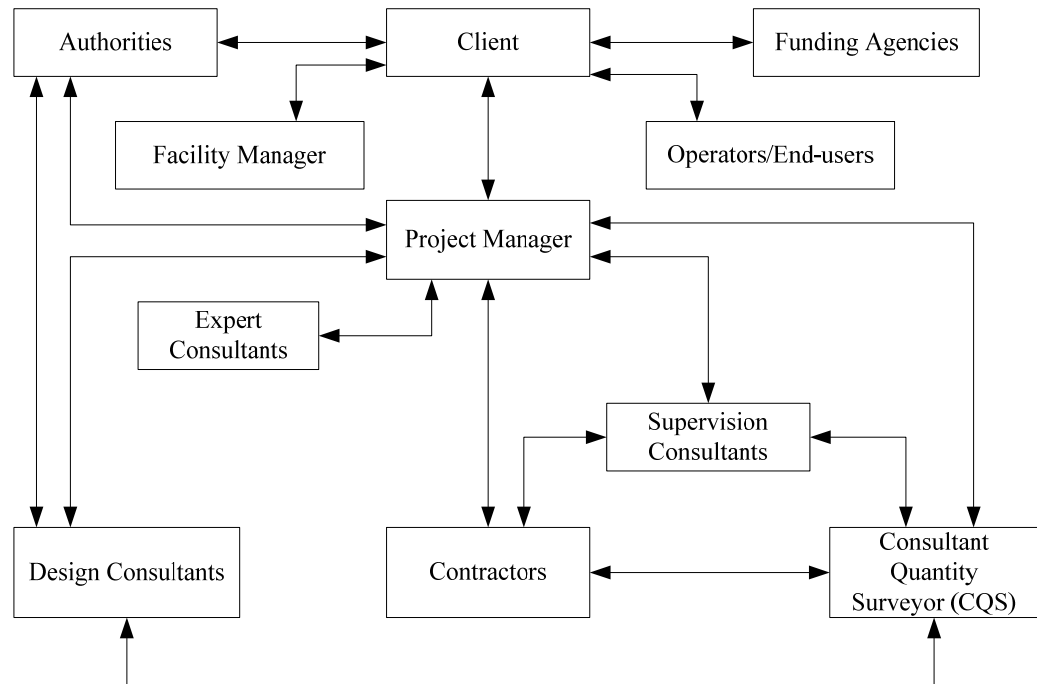 Authorities
Client
Funding Agencies
Facility Manager
Operators/End-users
Project Manager
Expert
Consultants
Supervision
Consultants
Design Consultants
Contractors
Consultant
Quantity
Surveyor (CQS)